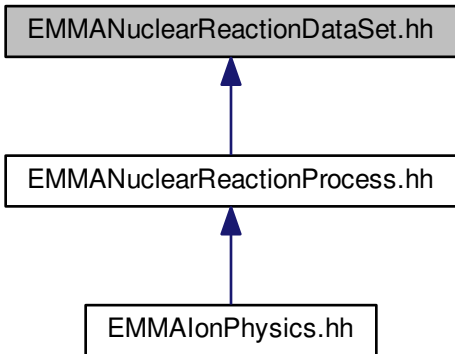 EMMANuclearReactionDataSet.hh
EMMANuclearReactionProcess.hh
EMMAIonPhysics.hh